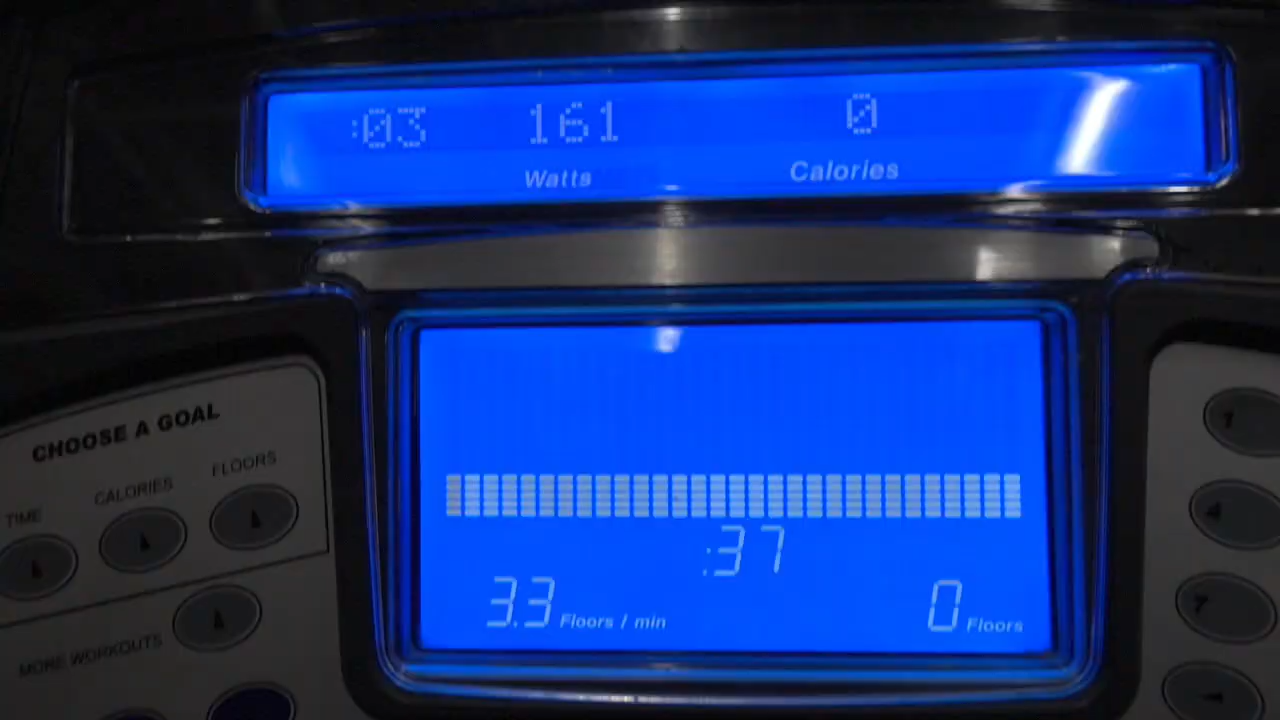 :03 161 0
Watts Calories
CHOOSE A GOAL
TIME CALORIES FLOORS
MORE WORKOUTS
:37
3.3 Floors / min 0 Floors